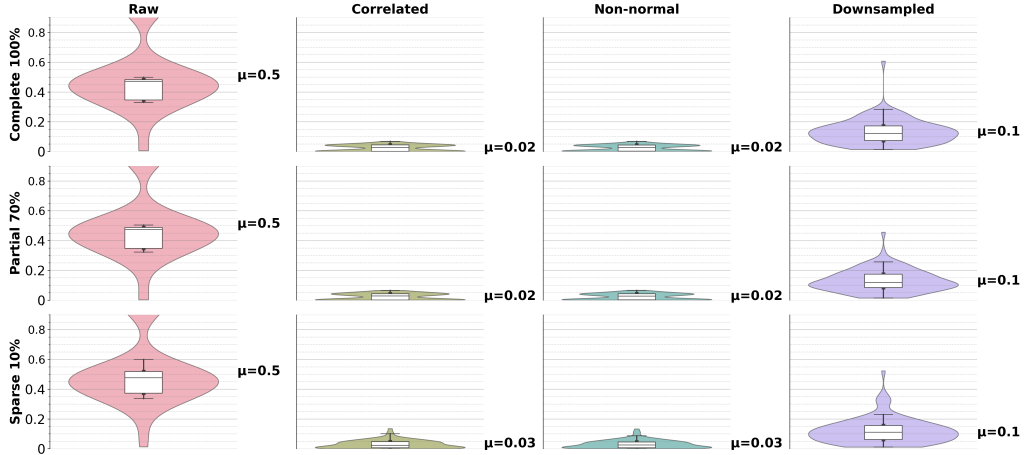 Raw Correlated Non-normal Downsampled
Complete 100%
0.8
0.6
0.4
0.2
0
μ=0.5
μ=0.02
μ=0.02
μ=0.1
Partial 70%
0.8
0.6
0.4
0.2
0
μ=0.5
μ=0.02
μ=0.02
μ=0.1
Sparse 10%
0.8
0.6
0.4
0.2
0
μ=0.5
μ=0.03
μ=0.03
μ=0.1